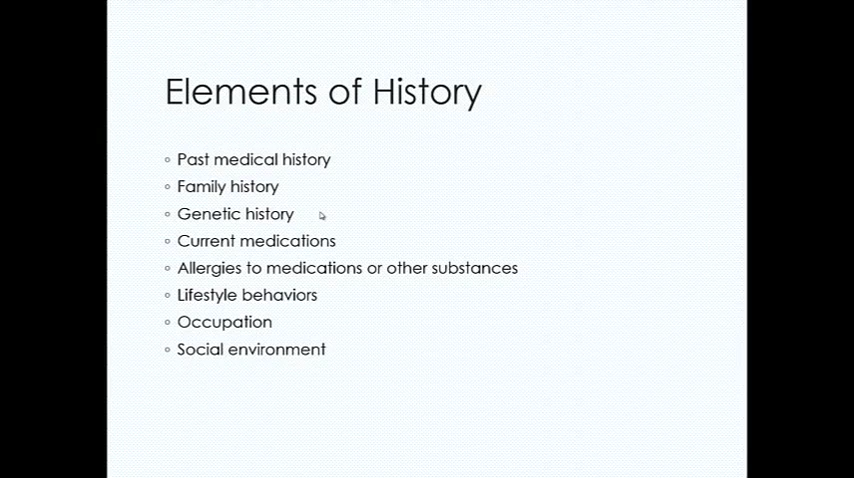 Elements of History
◦ Past medical history
◦ Family history
◦ Genetic history
◦ Current medications
◦ Allergies to medications or other substances
◦ Lifestyle behaviors
◦ Occupation
◦ Social environment